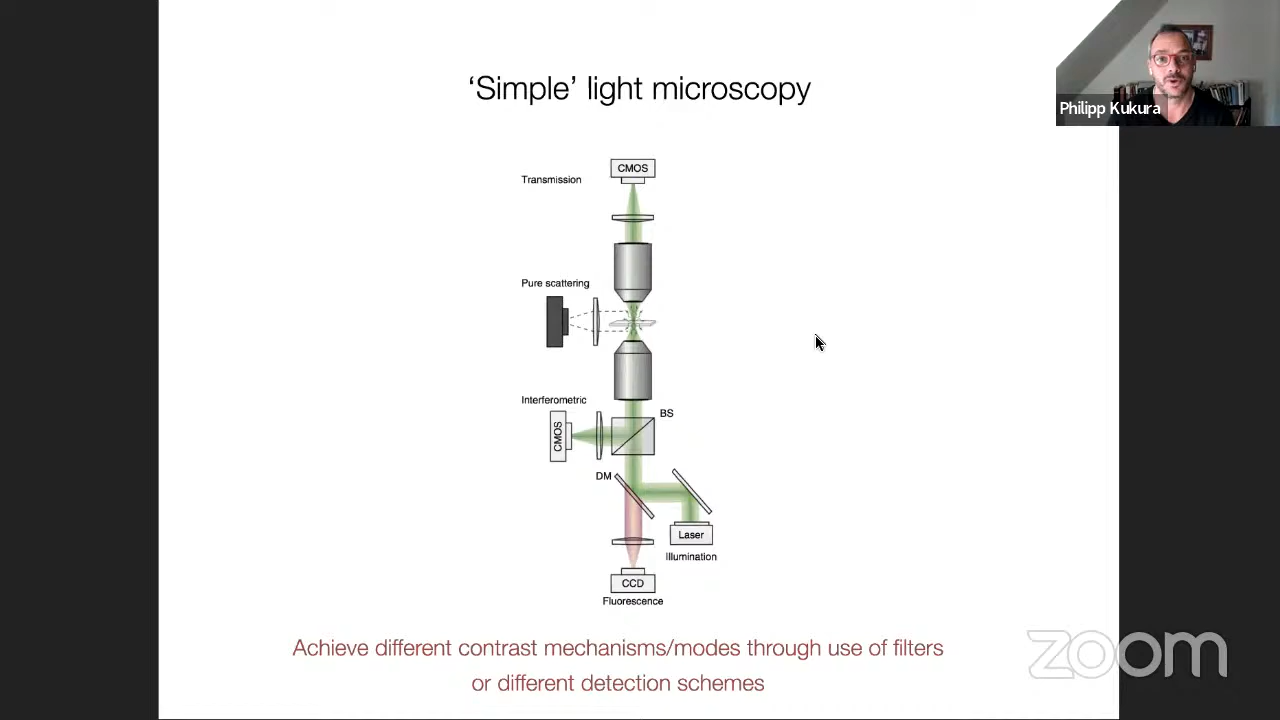 ‘Simple’ light microscopy
Philipp Kukura
CMOS
Transmission
Pure scattering
Interferometric
BS
CMOS
DM
Laser
Illumination
CCD
Fluorescence
Achieve different contrast mechanisms/modes through use of filters
or different detection schemes
zoom